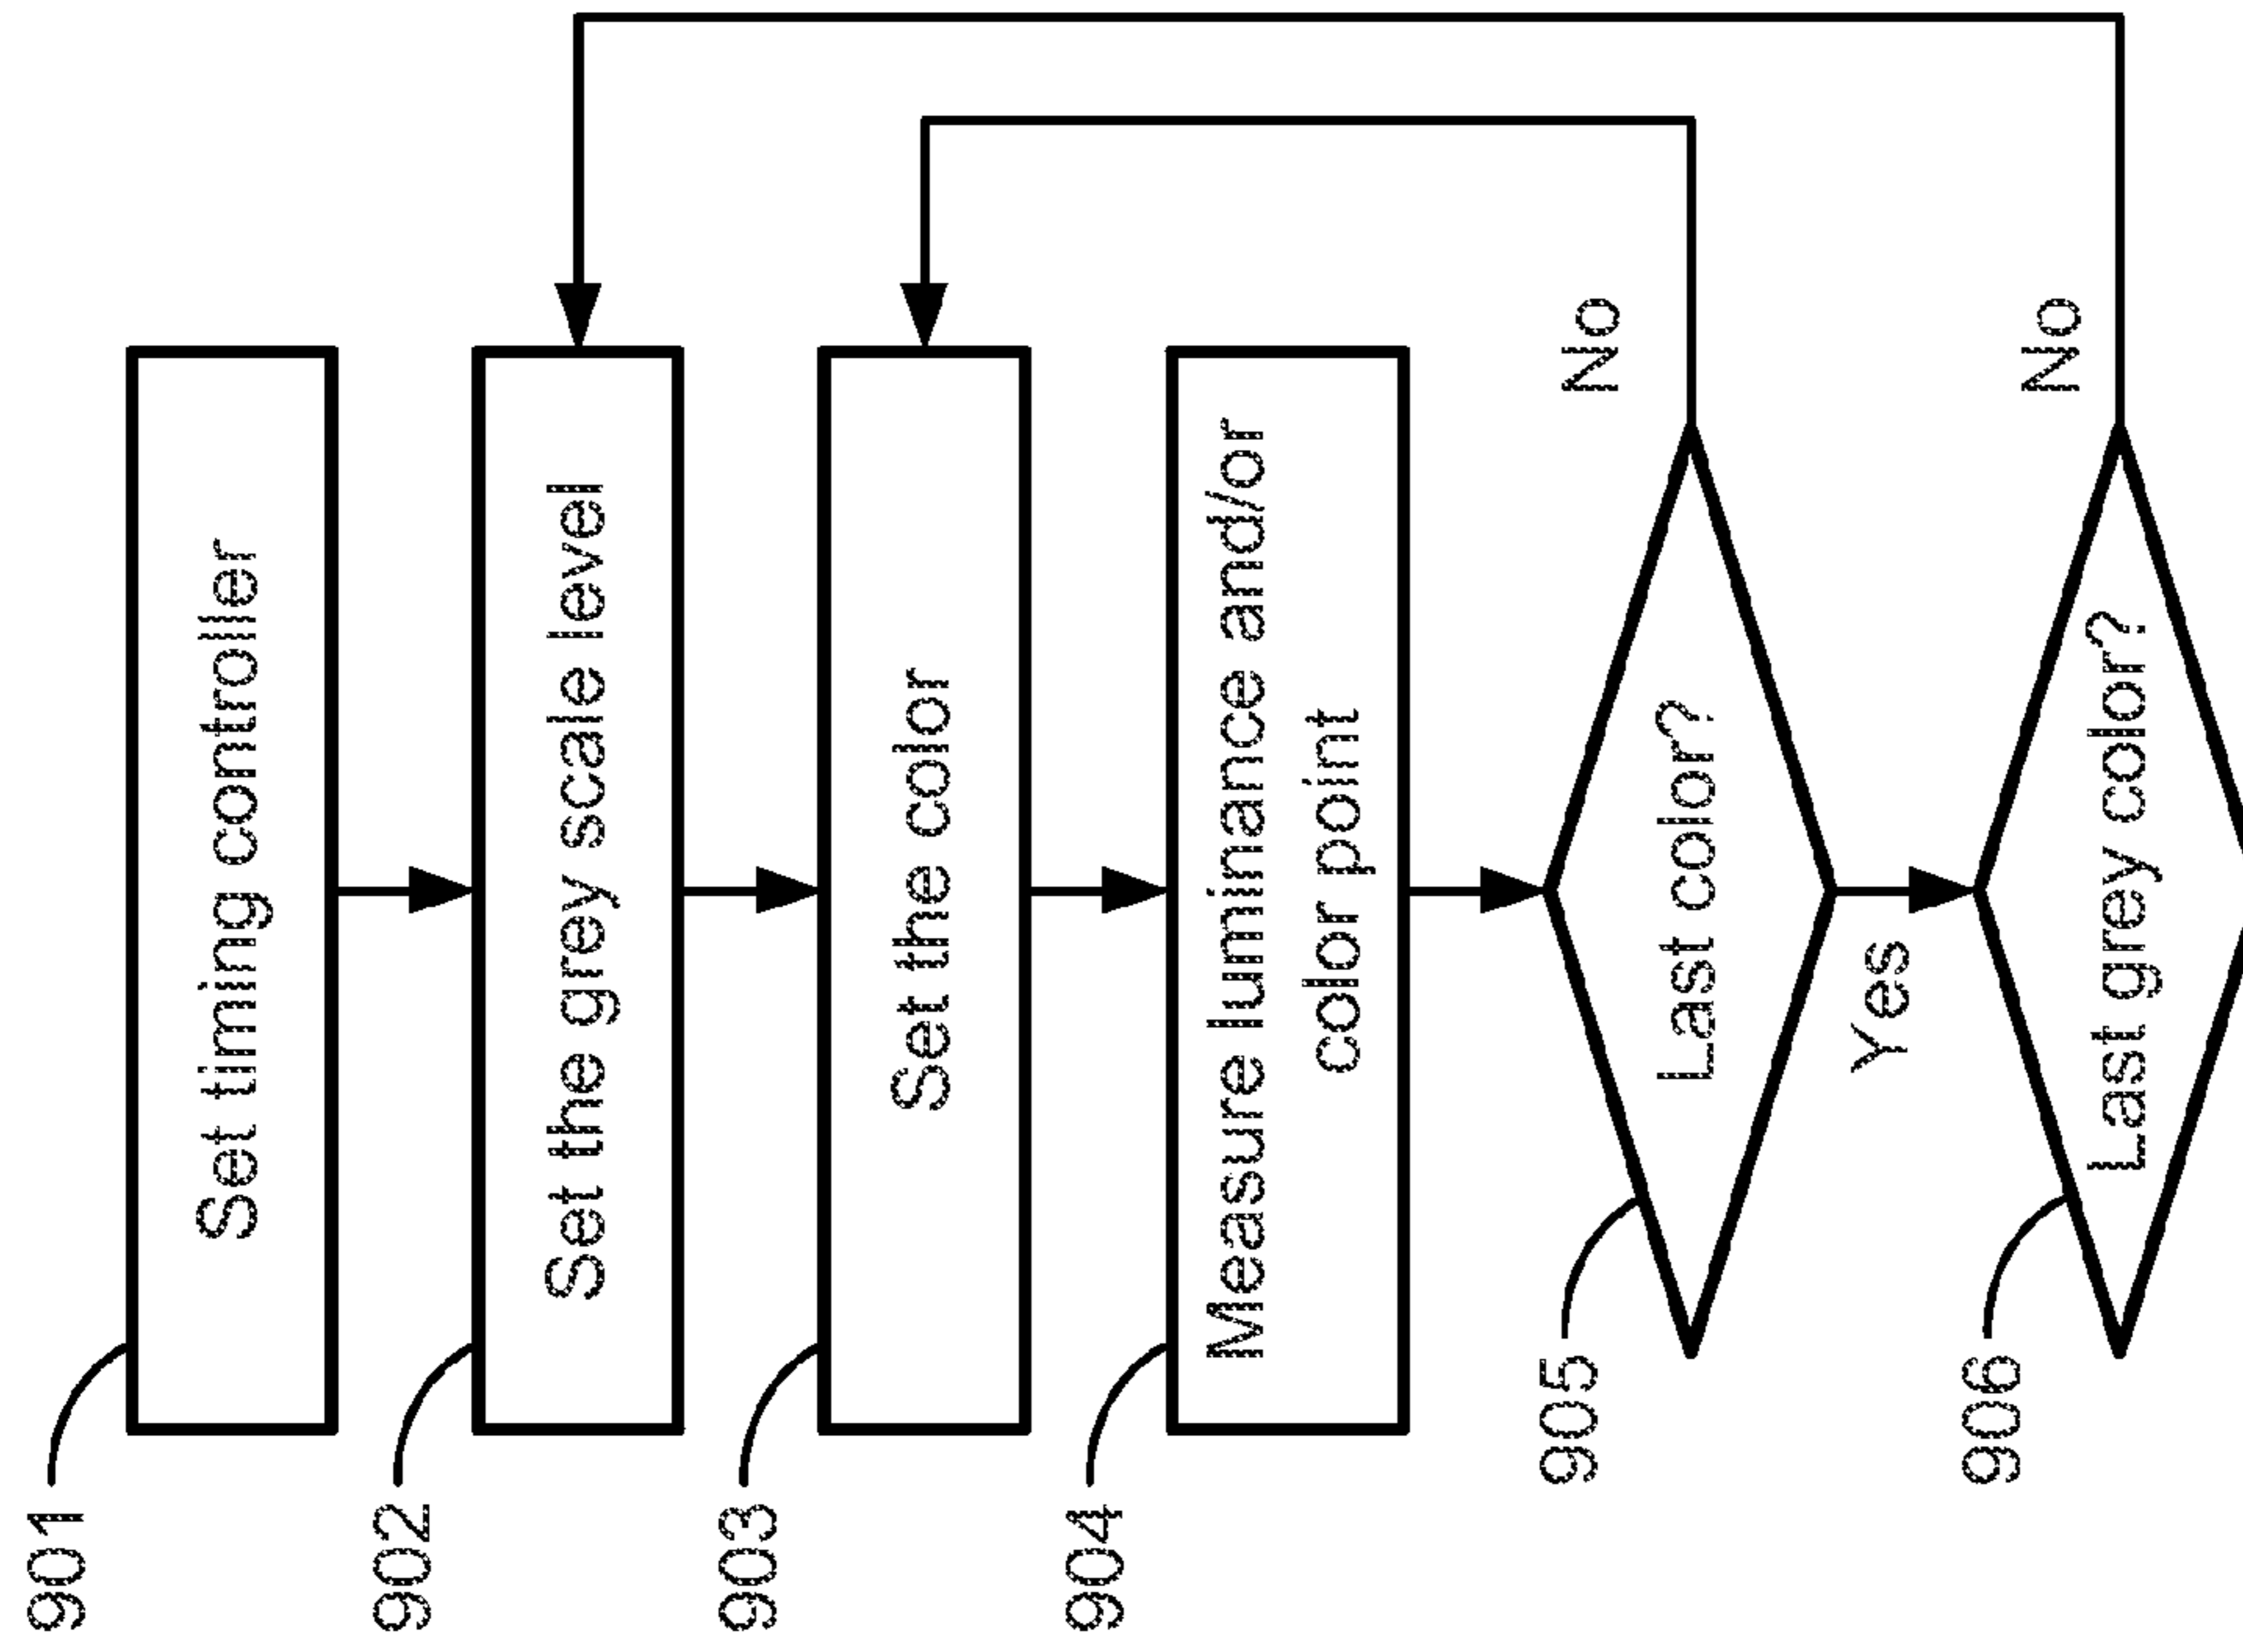 901
Set timing controller
902
Set the grey scale level
903
Set the color
904
Measure luminance and/or
color point
905
Last color?
No
Yes
906
Last grey color?
No